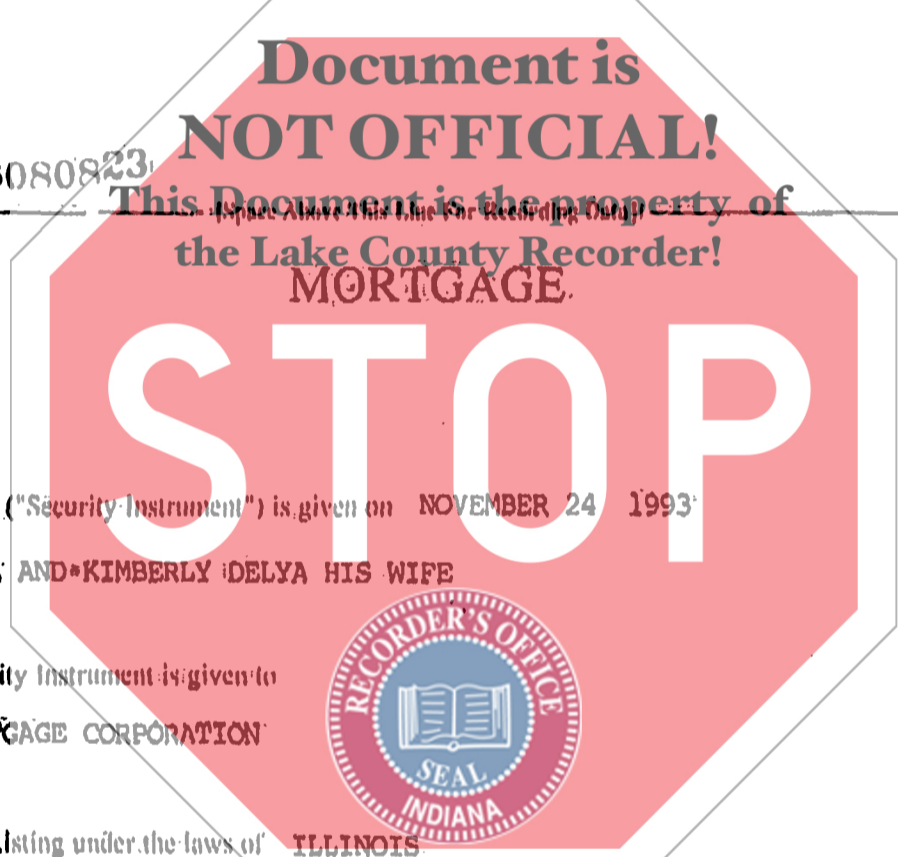 Document is
NOT OFFICIAL!
080823
This Document is the property of
[Space Above This Line For Recording Data]
the Lake County Recorder!
MORTGAGE
STOP
("Security Instrument") is given on NOVEMBER 24 1993
AND*KIMBERLY DELYA HIS WIFE
ity Instrument is given to
GAGE CORPORATION
RECORDER'S OFFICE
SEAL
INDIANA
isting under the laws of ILLINOIS